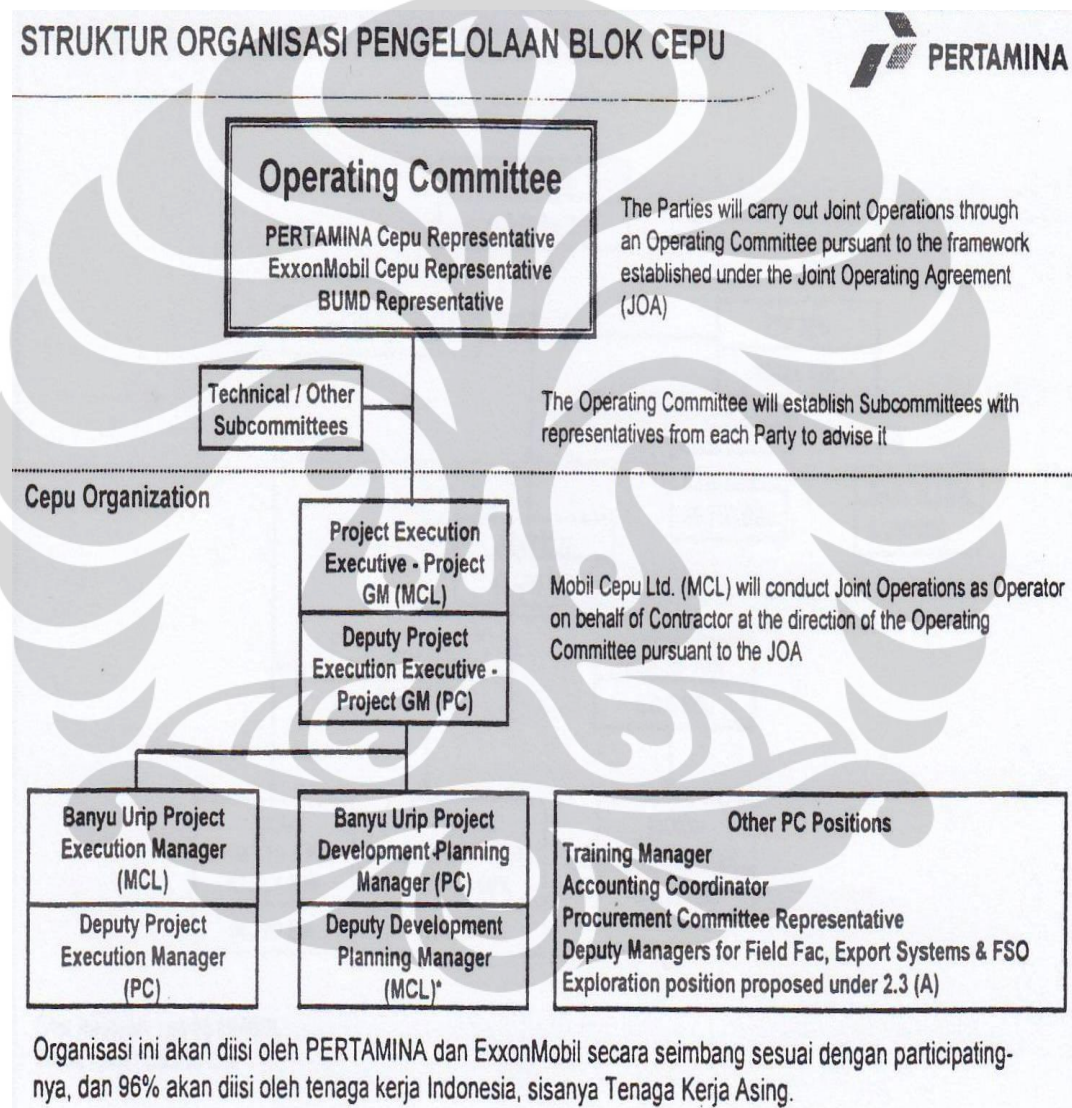 STRUKTUR ORGANISASI PENGELOLAAN BLOK CEPU
PERTAMINA
Operating Committee
PERTAMINA Cepu Representative
ExxonMobil Cepu Representative
BUMD Representative
The Parties will carry out Joint Operations through
an Operating Committee pursuant to the framework
established under the Joint Operating Agreement
(JOA)
Technical / Other
Subcommittees
The Operating Committee will establish Subcommittees with
representatives from each Party to advise it
Cepu Organization
Project Execution
Executive - Project
GM (MCL)
Deputy Project
Execution Executive -
Project GM (PC)
Mobil Cepu Ltd. (MCL) will conduct Joint Operations as Operator
on behalf of Contractor at the direction of the Operating
Committee pursuant to the JOA
Banyu Urip Project
Execution Manager
(MCL)
Deputy Project
Execution Manager
(PC)
Banyu Urip Project
Development Planning
Manager (PC)
Deputy Development
Planning Manager
(MCL)*
Other PC Positions
Training Manager
Accounting Coordinator
Procurement Committee Representative
Deputy Managers for Field Fac, Export Systems & FSO
Exploration position proposed under 2.3 (A)
Organisasi ini akan diisi oleh PERTAMINA dan ExxonMobil secara seimbang sesuai dengan participating-
nya, dan 96% akan diisi oleh tenaga kerja Indonesia, sisanya Tenaga Kerja Asing.